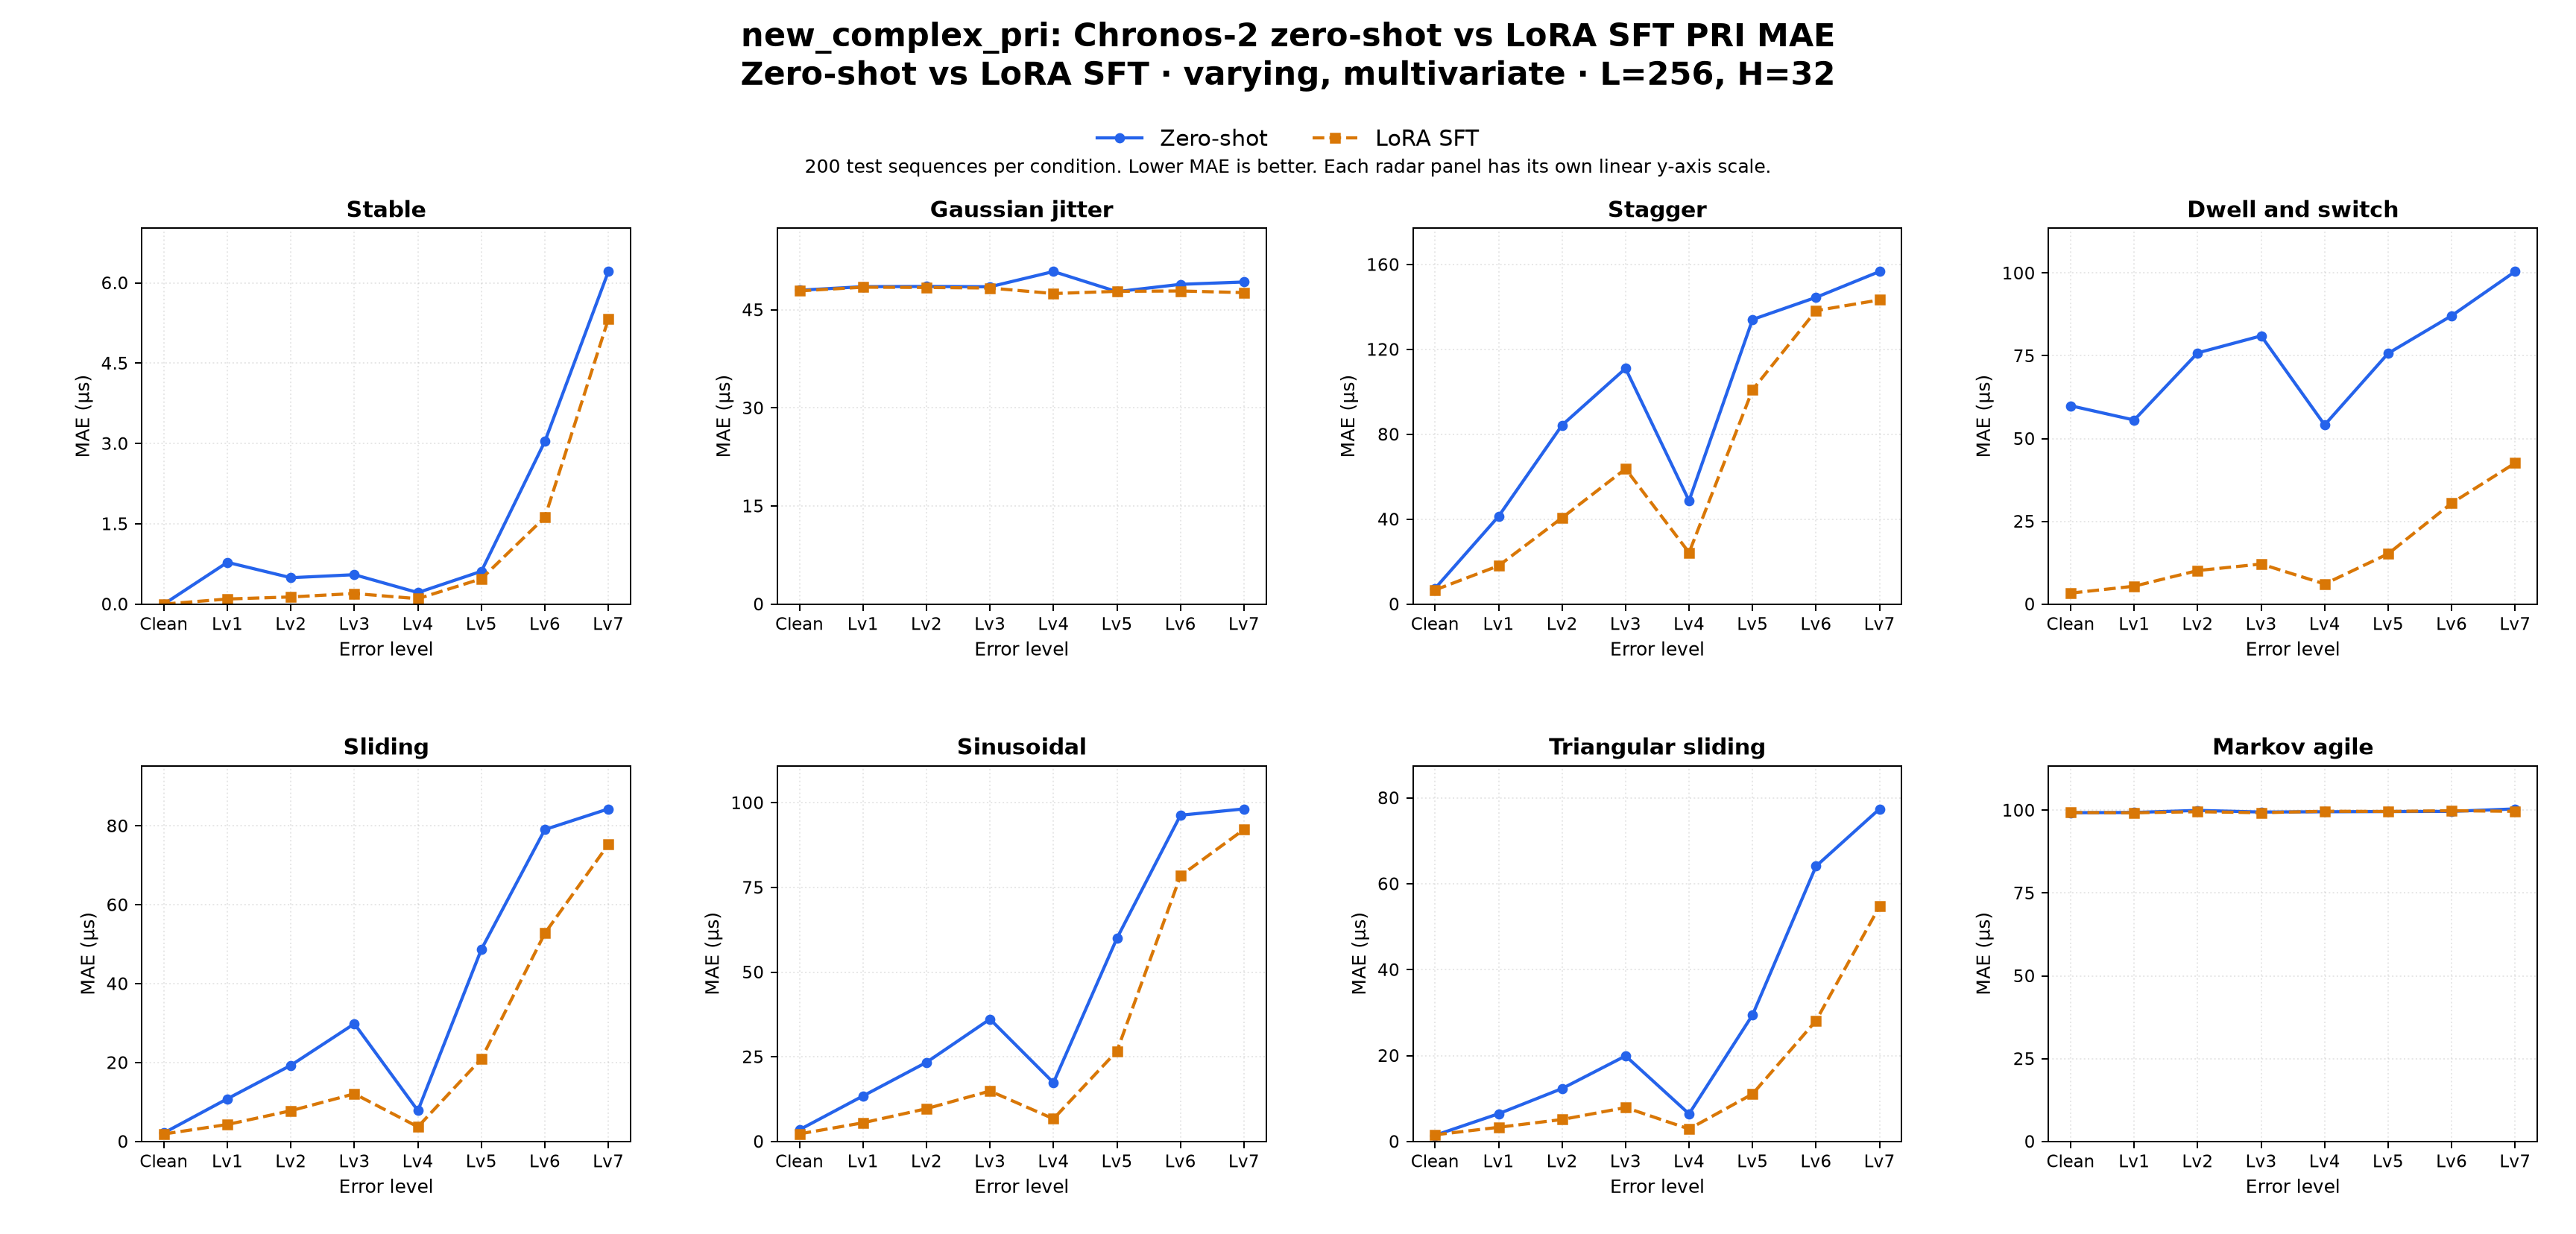 new_complex_pri: Chronos-2 zero-shot vs LoRA SFT PRI MAE
Zero-shot vs LoRA SFT · varying, multivariate · L=256, H=32
Zero-shot LoRA SFT
200 test sequences per condition. Lower MAE is better. Each radar panel has its own linear y-axis scale.
Stable
MAE (µs)
6.0
4.5
3.0
1.5
0.0
Clean Lv1 Lv2 Lv3 Lv4 Lv5 Lv6 Lv7
Error level
Gaussian jitter
MAE (µs)
45
30
15
0
Clean Lv1 Lv2 Lv3 Lv4 Lv5 Lv6 Lv7
Error level
Stagger
MAE (µs)
160
120
80
40
0
Clean Lv1 Lv2 Lv3 Lv4 Lv5 Lv6 Lv7
Error level
Dwell and switch
MAE (µs)
100
75
50
25
0
Clean Lv1 Lv2 Lv3 Lv4 Lv5 Lv6 Lv7
Error level
Sliding
MAE (µs)
80
60
40
20
0
Clean Lv1 Lv2 Lv3 Lv4 Lv5 Lv6 Lv7
Error level
Sinusoidal
MAE (µs)
100
75
50
25
0
Clean Lv1 Lv2 Lv3 Lv4 Lv5 Lv6 Lv7
Error level
Triangular sliding
MAE (µs)
80
60
40
20
0
Clean Lv1 Lv2 Lv3 Lv4 Lv5 Lv6 Lv7
Error level
Markov agile
MAE (µs)
100
75
50
25
0
Clean Lv1 Lv2 Lv3 Lv4 Lv5 Lv6 Lv7
Error level